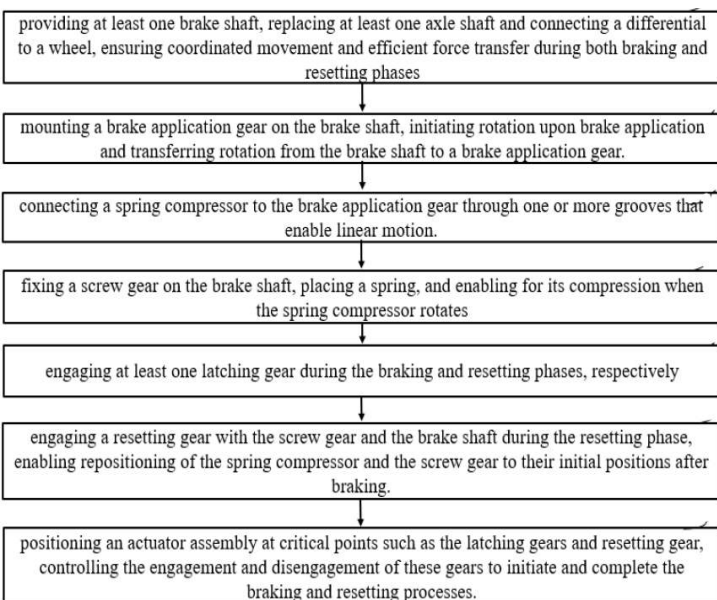 providing at least one brake shaft, replacing at least one axle shaft and connecting a differential
to a wheel, ensuring coordinated movement and efficient force transfer during both braking and
resetting phases
mounting a brake application gear on the brake shaft, initiating rotation upon brake application
and transferring rotation from the brake shaft to a brake application gear.
connecting a spring compressor to the brake application gear through one or more grooves that
enable linear motion.
fixing a screw gear on the brake shaft, placing a spring, and enabling for its compression when
the spring compressor rotates
engaging at least one latching gear during the braking and resetting phases, respectively
engaging a resetting gear with the screw gear and the brake shaft during the resetting phase,
enabling repositioning of the spring compressor and the screw gear to their initial positions after
braking.
positioning an actuator assembly at critical points such as the latching gears and resetting gear,
controlling the engagement and disengagement of these gears to initiate and complete the
braking and resetting processes.